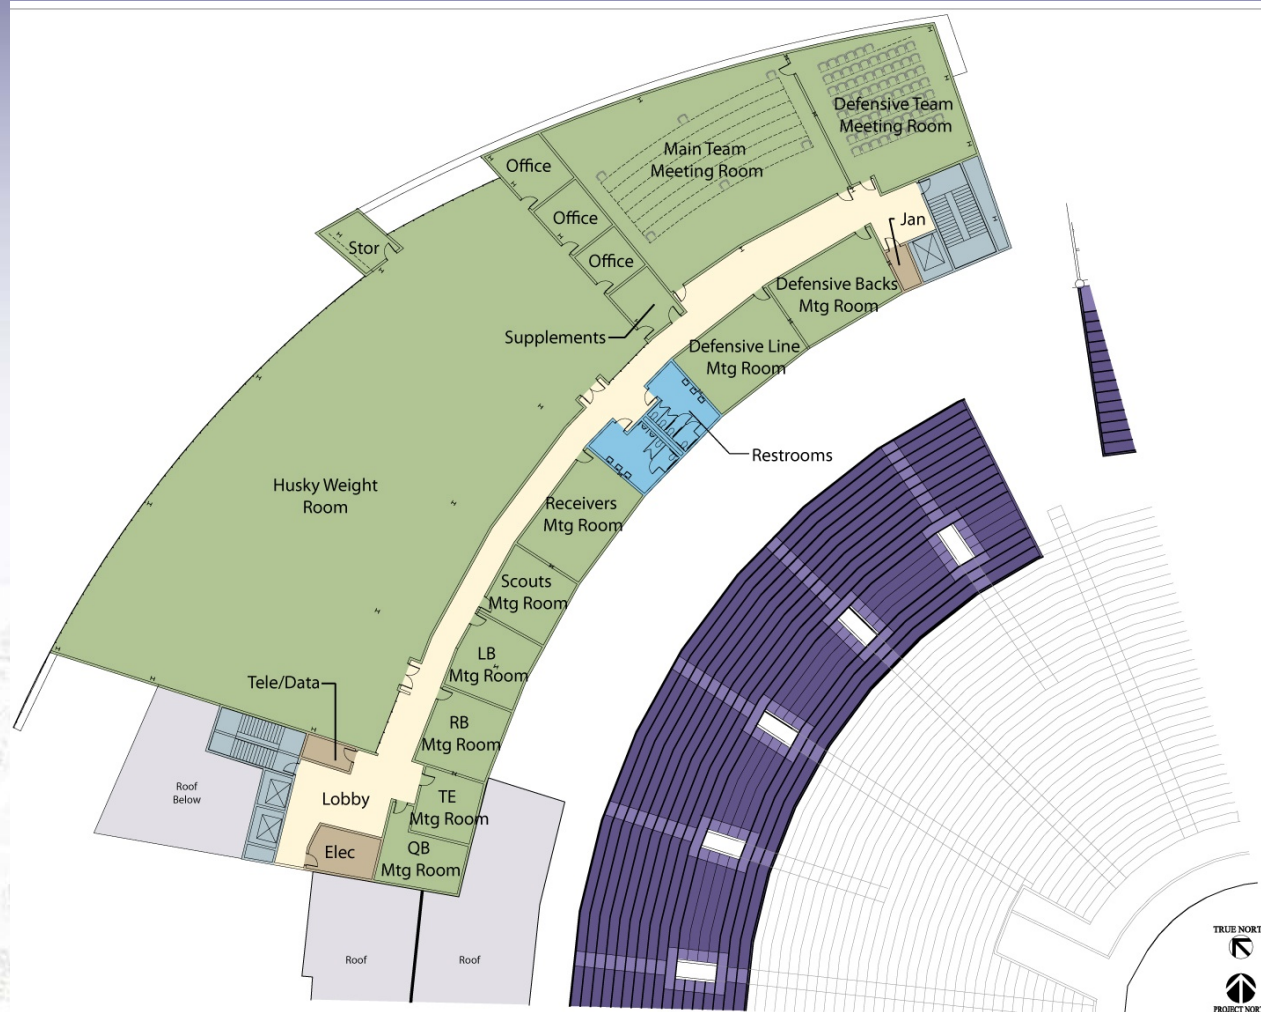 Defensive Team
Meeting Room
Main Team
Meeting Room
Office
Office
Office
Stor
Jan
Defensive Backs
Mtg Room
Supplements
Defensive Line
Mtg Room
Restrooms
Husky Weight
Room
Receivers
Mtg Room
Scouts
Mtg Room
LB
Mtg Room
Tele/Data
RB
Mtg Room
Roof
Below
Lobby
TE
Mtg Room
Elec
QB
Mtg Room
Roof
Roof
TRUE NORT
PROJECT NORT